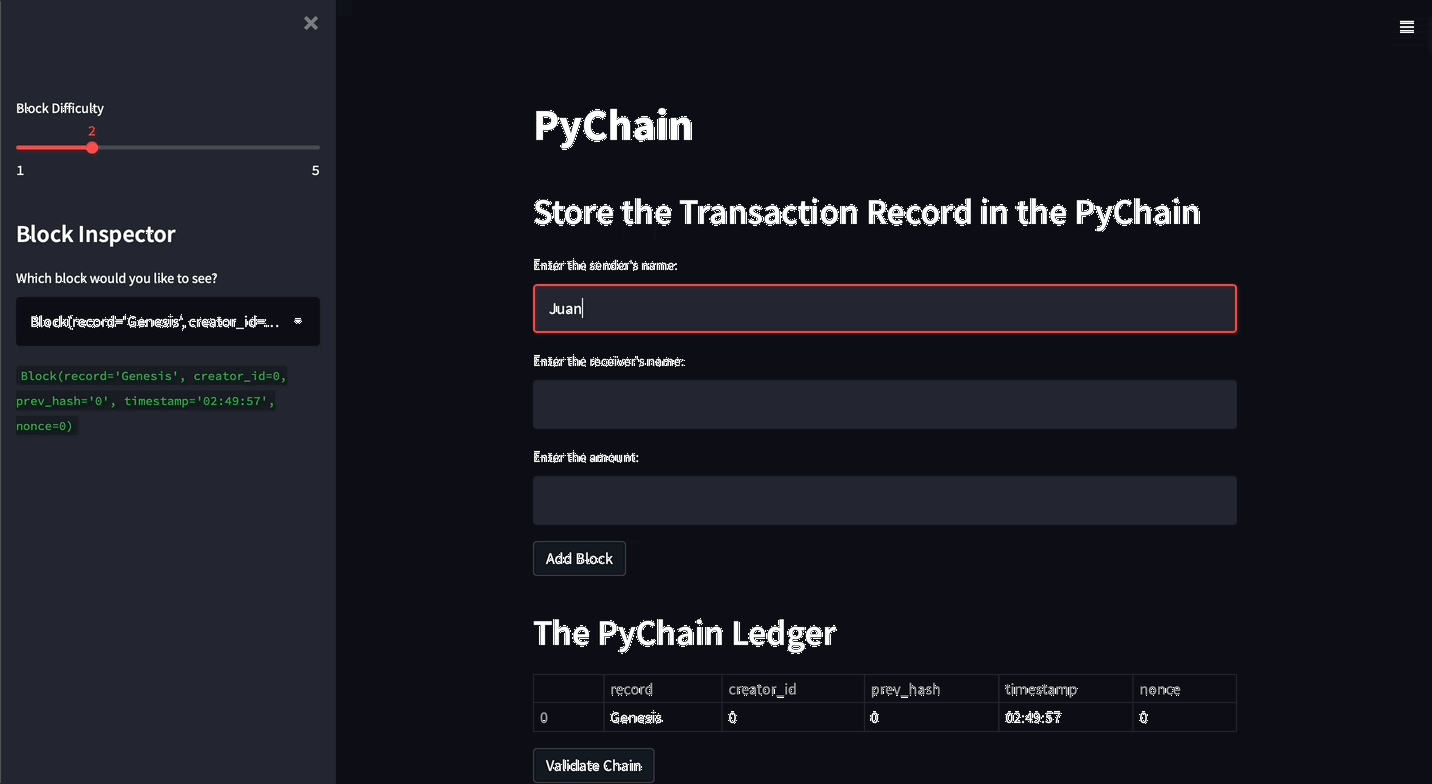 Block Difficulty
2
1
5
Block Inspector
Which block would you like to see?
Block(record='Genesis', creator_id=...
Block(record='Genesis', creator_id=0,
prev_hash='0', timestamp='02:49:57',
nonce=0)
PyChain
Store the Transaction Record in the PyChain
Enter the sender's name:
Juan
Enter the receiver's name:
Enter the amount:
Add Block
The PyChain Ledger
record creator_id prev_hash timestamp nonce
0 Genesis 0 0 02:49:57 0
Validate Chain